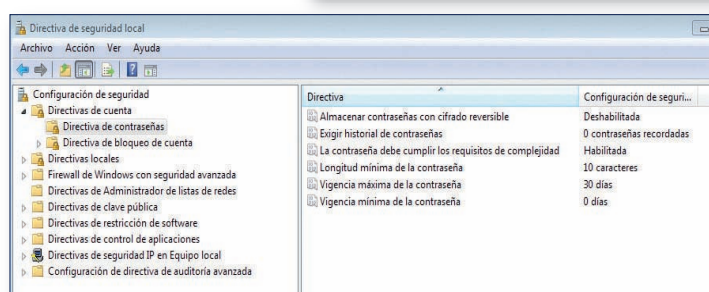 Directiva de seguridad local
Archivo Acción Ver Ayuda
Configuración de seguridad
Directivas de cuenta
Directiva de contraseñas
Directiva de bloqueo de cuenta
Directivas locales
Firewall de Windows con seguridad avanzada
Directivas de Administrador de listas de redes
Directivas de clave pública
Directivas de restricción de software
Directivas de control de aplicaciones
Directivas de seguridad IP en Equipo local
Configuración de directiva de auditoría avanzada
Directiva Configuración de seguri...
Almacenar contraseñas con cifrado reversible Deshabilitada
Exigir historial de contraseñas 0 contraseñas recordadas
La contraseña debe cumplir los requisitos de complejidad Habilitada
Longitud mínima de la contraseña 10 caracteres
Vigencia máxima de la contraseña 30 días
Vigencia mínima de la contraseña 0 días